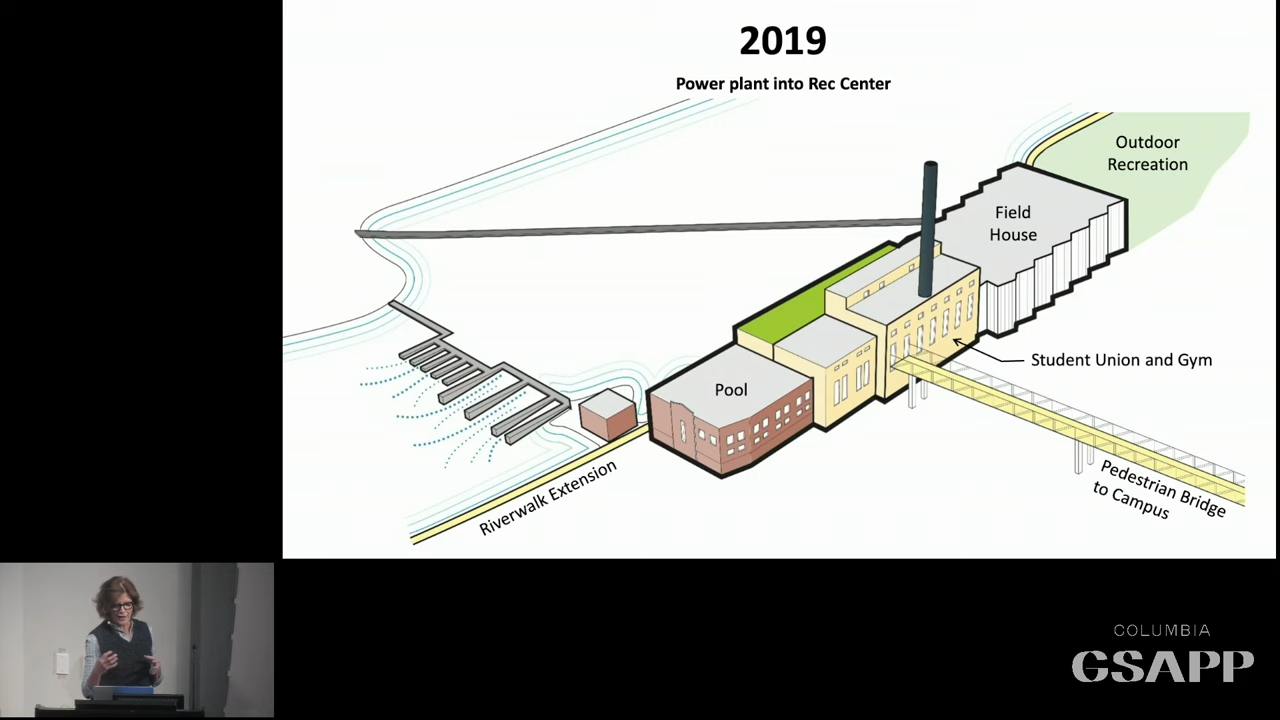 2019
Power plant into Rec Center
Outdoor
Recreation
Field
House
Student Union and Gym
Pool
Pedestrian Bridge
to Campus
Riverwalk Extension
COLUMBIA
GSAPP